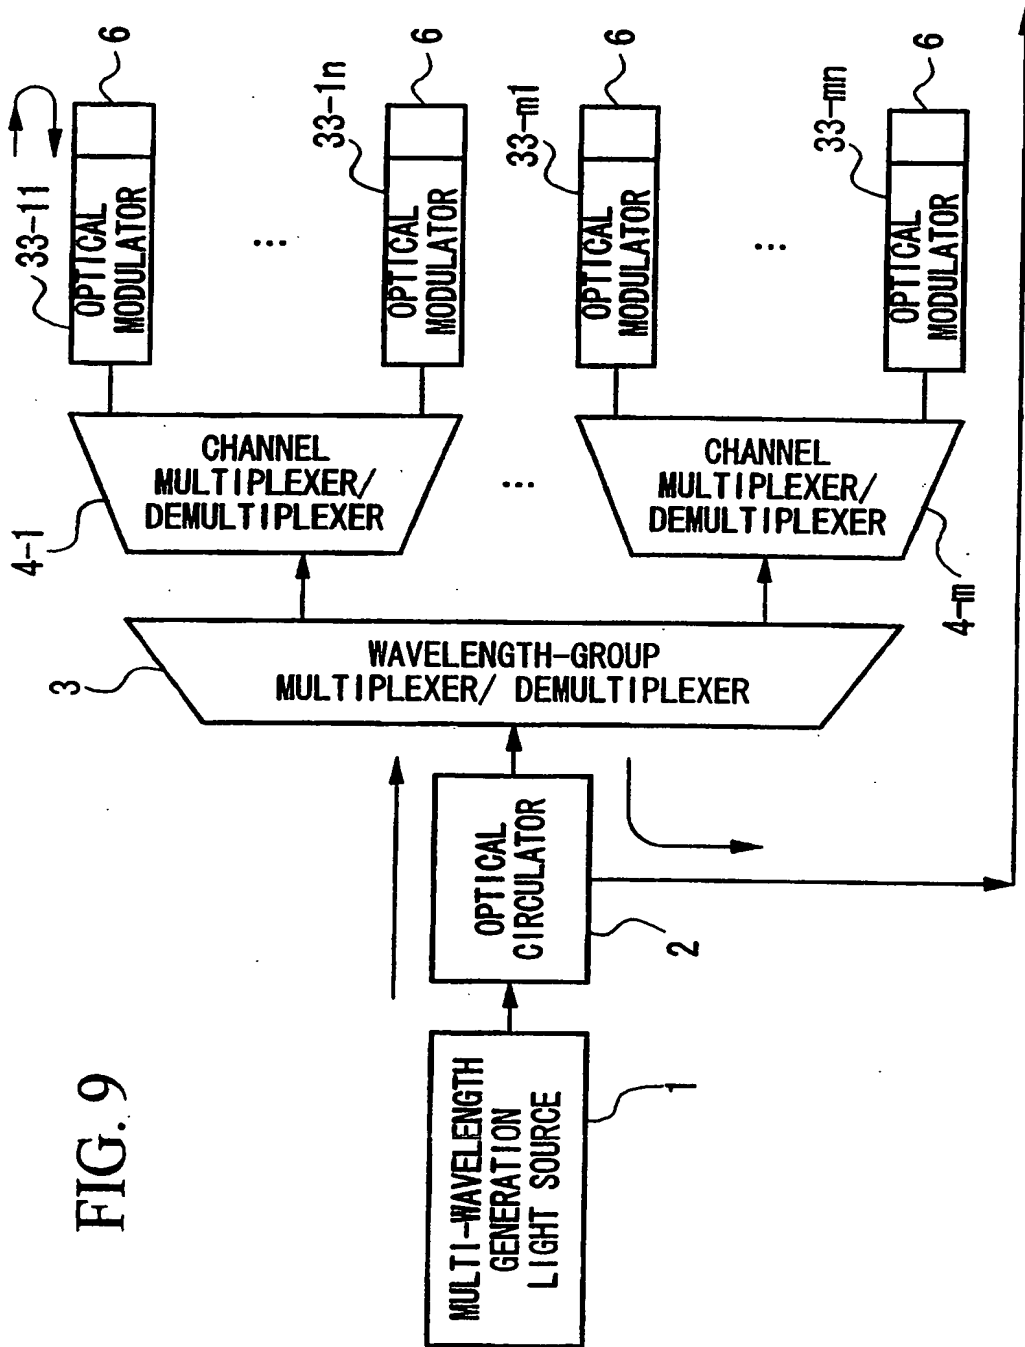 FIG. 9
MULTI-WAVELENGTH
GENERATION
LIGHT SOURCE
1
OPTICAL
CIRCULATOR
2
WAVELENGTH-GROUP
MULTIPLEXER/ DEMULTIPLEXER
3
CHANNEL
MULTIPLEXER/
DEMULTIPLEXER
4-1
...
CHANNEL
MULTIPLEXER/
DEMULTIPLEXER
4-m
33-11
OPTICAL
MODULATOR
6
...
33-1n
OPTICAL
MODULATOR
6
33-m1
OPTICAL
MODULATOR
6
...
33-mn
OPTICAL
MODULATOR
6